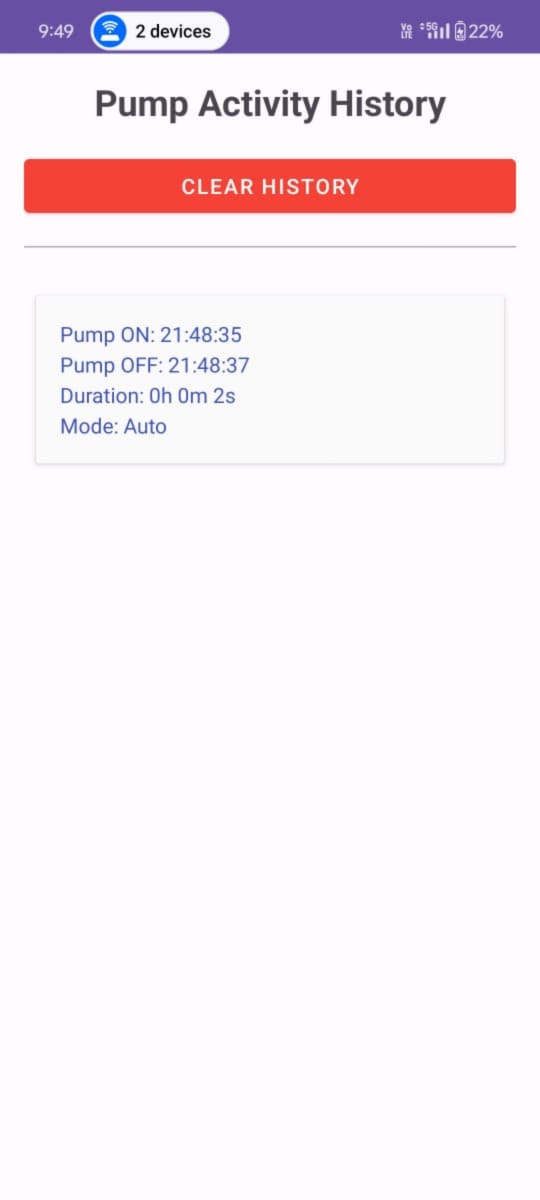 9:49 2 devices Vo LTE 5G 22%
Pump Activity History
CLEAR HISTORY
Pump ON: 21:48:35
Pump OFF: 21:48:37
Duration: 0h 0m 2s
Mode: Auto